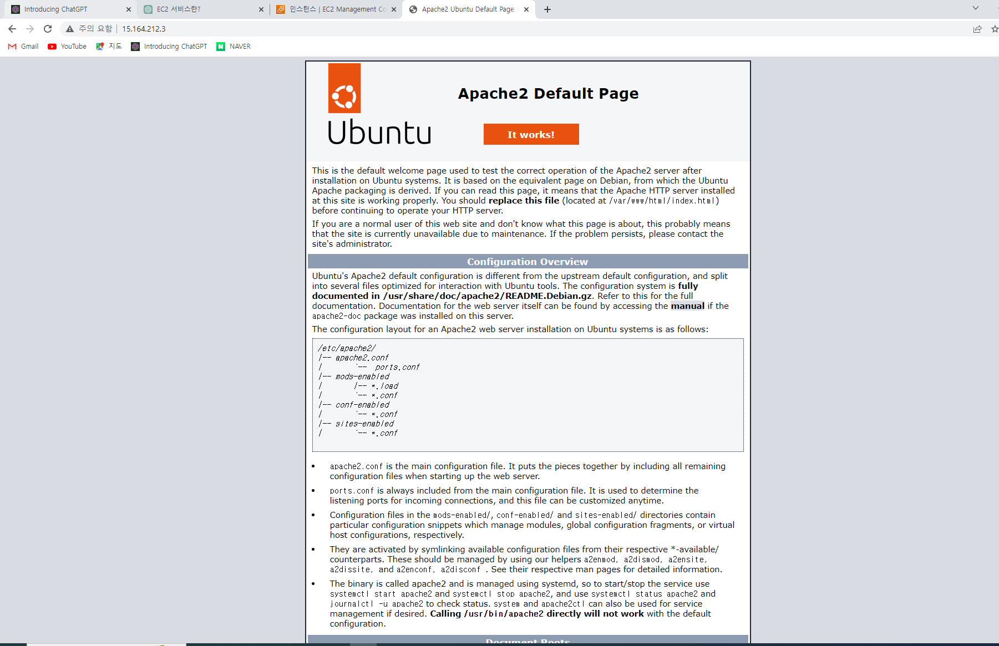 Introducing ChatGPT
EC2 서비스란?
인스턴스 | EC2 Management Co
Apache2 Ubuntu Default Page:
주의 요함 15.164.212.3
Gmail YouTube 지도 Introducing ChatGPT NAVER
Ubuntu
Apache2 Default Page
It works!
This is the default welcome page used to test the correct operation of the Apache2 server after
installation on Ubuntu systems. It is based on the equivalent page on Debian, from which the Ubuntu
Apache packaging is derived. If you can read this page, it means that the Apache HTTP server installed
at this site is working properly. You should replace this file (located at /var/www/html/index.html)
before continuing to operate your HTTP server.
If you are a normal user of this web site and don't know what this page is about, this probably means
that the site is currently unavailable due to maintenance. If the problem persists, please contact the
site's administrator.
Configuration Overview
Ubuntu's Apache2 default configuration is different from the upstream default configuration, and split
into several files optimized for interaction with Ubuntu tools. The configuration system is fully
documented in /usr/share/doc/apache2/README.Debian.gz. Refer to this for the full
documentation. Documentation for the web server itself can be found by accessing the manual if the
apache2-doc package was installed on this server.
The configuration layout for an Apache2 web server installation on Ubuntu systems is as follows:
/etc/apache2/
|-- apache2.conf
|       `--  ports.conf
|-- mods-enabled
|       |-- *.load
|       `-- *.conf
|-- conf-enabled
|       `-- *.conf
|-- sites-enabled
|       `-- *.conf
• apache2.conf is the main configuration file. It puts the pieces together by including all remaining
configuration files when starting up the web server.
• ports.conf is always included from the main configuration file. It is used to determine the
listening ports for incoming connections, and this file can be customized anytime.
• Configuration files in the mods-enabled/, conf-enabled/ and sites-enabled/ directories contain
particular configuration snippets which manage modules, global configuration fragments, or virtual
host configurations, respectively.
• They are activated by symlinking available configuration files from their respective *-available/
counterparts. These should be managed by using our helpers a2enmod, a2dismod, a2ensite,
a2dissite, and a2enconf, a2disconf . See their respective man pages for detailed information.
• The binary is called apache2 and is managed using systemd, so to start/stop the service use
systemctl start apache2 and systemctl stop apache2, and use systemctl status apache2 and
journalctl -u apache2 to check status. system and apache2ctl can also be used for service
management if desired. Calling /usr/bin/apache2 directly will not work with the default
configuration.
Document Roots